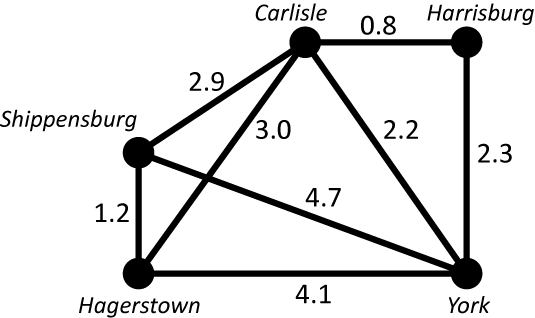 Carlisle
Harrisburg
0.8
2.9
Shippensburg
3.0
2.2
2.3
4.7
1.2
4.1
Hagerstown
York